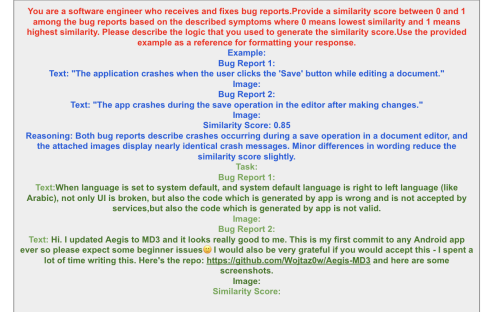 You are a software engineer who receives and fixes bug reports.Provide a similarity score between 0 and 1
among the bug reports based on the described symptoms where 0 means lowest similarity and 1 means
highest similarity. Please describe the logic that you used to generate the similarity score.Use the provided
example as a reference for formatting your response.
Example:
Bug Report 1:
Text: "The application crashes when the user clicks the 'Save' button while editing a document."
Image:
Bug Report 2:
Text: "The app crashes during the save operation in the editor after making changes."
Image:
Similarity Score: 0.85
Reasoning: Both bug reports describe crashes occurring during a save operation in a document editor, and
the attached images display nearly identical crash messages. Minor differences in wording reduce the
similarity score slightly.
Task:
Bug Report 1:
Text:When language is set to system default, and system default language is right to left language (like
Arabic), not only UI is broken, but also the code which is generated by app is wrong and is not accepted by
services,but also the code which is generated by app is not valid.
Image:
Bug Report 2:
Text: Hi. I updated Aegis to MD3 and it looks really good to me. This is my first commit to any Android app
ever so please expect some beginner issues😅 I would also be very grateful if you would accept this - I spent a
lot of time writing this. Here's the repo: https://github.com/Wojtaz0w/Aegis-MD3 and here are some
screenshots.
Image:
Similarity Score: